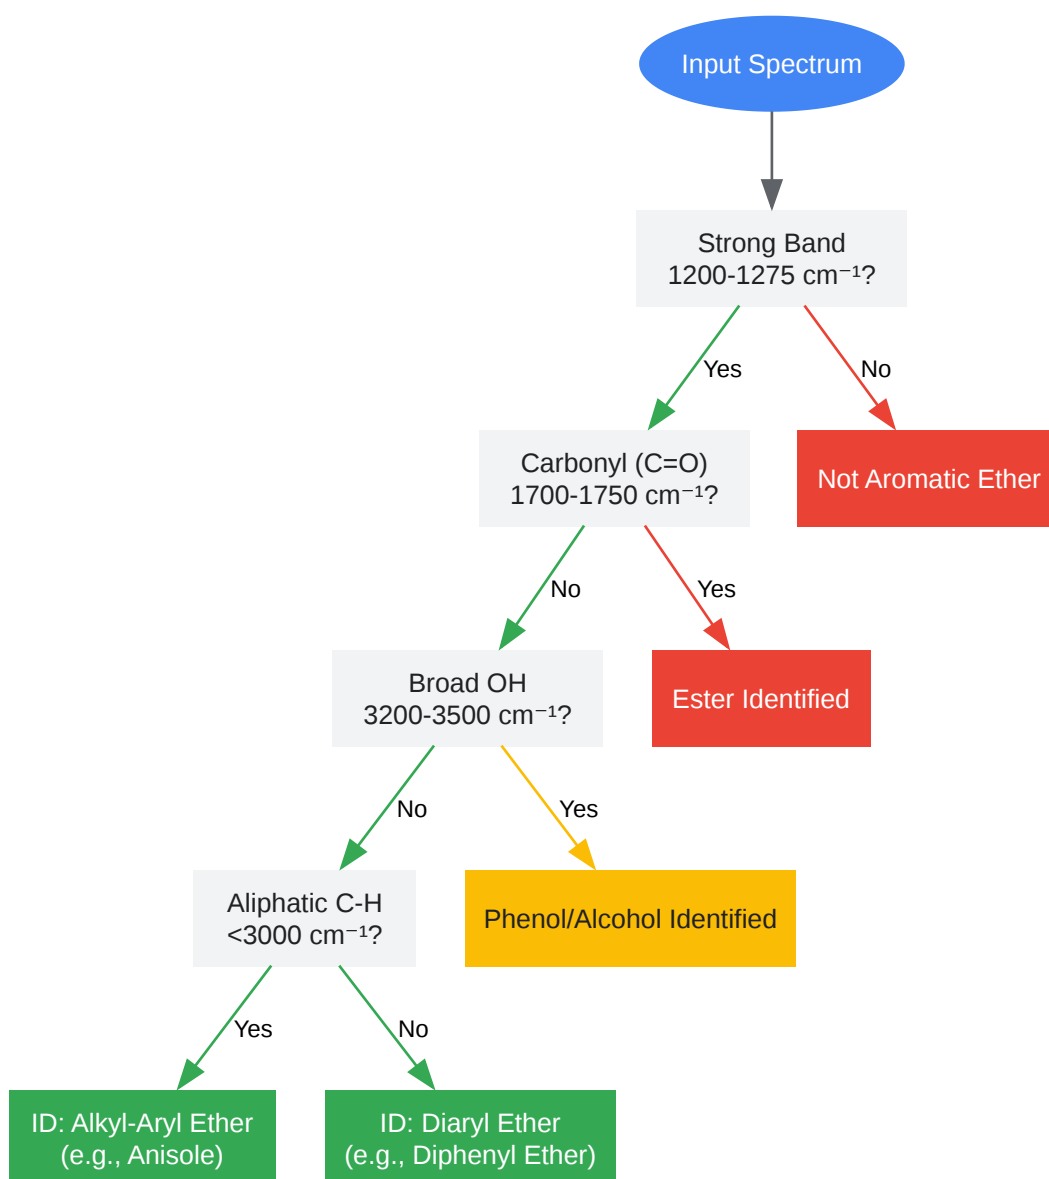 Input Spectrum
Strong Band
1200-1275 cm⁻¹?
Yes
No
Carbonyl (C=O)
1700-1750 cm⁻¹?
Not Aromatic Ether
No
Yes
Broad OH
3200-3500 cm⁻¹?
Ester Identified
No
Yes
Aliphatic C-H
<3000 cm⁻¹?
Phenol/Alcohol Identified
Yes
No
ID: Alkyl-Aryl Ether
(e.g., Anisole)
ID: Diaryl Ether
(e.g., Diphenyl Ether)